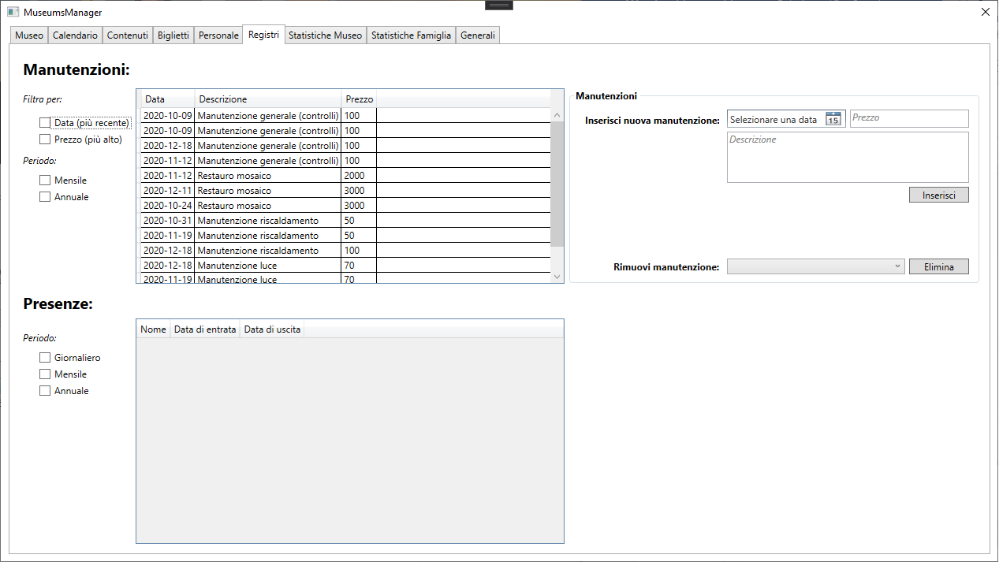 MuseumsManager
Museo Calendario Contenuti Biglietti Personale Registri Statistiche Museo Statistiche Famiglia Generali
Manutenzioni:
Filtra per:
Data (più recente)
Prezzo (più alto)
Periodo:
Mensile
Annuale
Data Descrizione Prezzo
2020-10-09 Manutenzione generale (controlli) 100
2020-10-09 Manutenzione generale (controlli) 100
2020-12-18 Manutenzione generale (controlli) 100
2020-11-12 Manutenzione generale (controlli) 100
2020-11-12 Restauro mosaico 2000
2020-12-11 Restauro mosaico 3000
2020-10-24 Restauro mosaico 3000
2020-10-31 Manutenzione riscaldamento 50
2020-11-19 Manutenzione riscaldamento 50
2020-12-18 Manutenzione riscaldamento 100
2020-12-18 Manutenzione luce 70
2020-11-19 Manutenzione luce 70
Manutenzioni
Inserisci nuova manutenzione: Selezionare una data 15 Prezzo
Descrizione
Inserisci
Rimuovi manutenzione: Elimina
Presenze:
Periodo:
Giornaliero
Mensile
Annuale
Nome Data di entrata Data di uscita